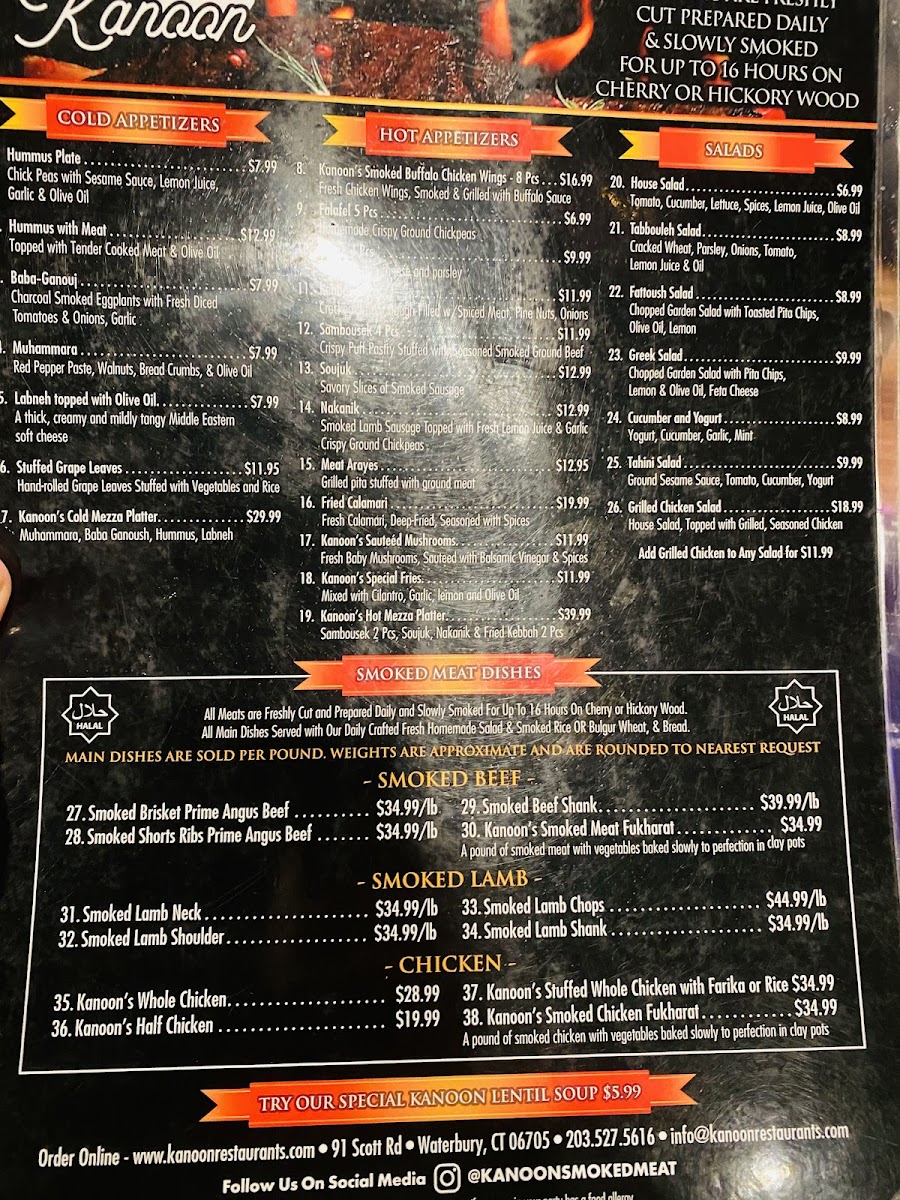 Kanoon
CUT PREPARED DAILY
& SLOWLY SMOKED
FOR UP TO 16 HOURS ON
CHERRY OR HICKORY WOOD
COLD APPETIZERS
Hummus Plate $7.99
Chick Peas with Sesame Sauce, Lemon Juice,
Garlic & Olive Oil
Hummus with Meat $12.99
Topped with Tender Cooked Meat & Olive Oil
Baba-Ganouj $7.99
Charcoal Smoked Eggplants with Fresh Diced
Tomatoes & Onions, Garlic
Muhammara $7.99
Red Pepper Paste, Walnuts, Bread Crumbs, & Olive Oil
5. Labneh topped with Olive Oil. $7.99
A thick, creamy and mildly tangy Middle Eastern
soft cheese
6. Stuffed Grape Leaves $11.95
Hand-rolled Grape Leaves Stuffed with Vegetables and Rice
7. Kanoon's Cold Mezza Platter $29.99
Muhammara, Baba Ganoush, Hummus, Labneh
HOT APPETIZERS
8. Kanoon's Smoked Buffalo Chicken Wings - 8 Pcs $16.99
Fresh Chicken Wings, Smoked & Grilled with Buffalo Sauce
9. Falafel 5 Pcs $6.99
Homemade Crispy Ground Chickpeas
$9.99
and parsley
11. $11.99
Filled w/Spiced Meat, Pine Nuts, Onions
12. Sambousek 4 Pcs $11.99
Crispy Puff Pastry Stuffed with Seasoned Smoked Ground Beef
13. Soujuk $12.99
Savory Slices of Smoked Sausage
14. Nakanik $12.99
Smoked Lamb Sausage Topped with Fresh Lemon Juice & Garlic
Crispy Ground Chickpeas
15. Meat Arayes $12.95
Grilled pita stuffed with ground meat
16. Fried Calamari $19.99
Fresh Calamari, Deep-Fried, Seasoned with Spices
17. Kanoon's Sauteéd Mushrooms. $11.99
Fresh Baby Mushrooms, Sauteed with Balsamic Vinegar & Spices
18. Kanoon's Special Fries. $11.99
Mixed with Cilantro, Garlic, lemon and Olive Oil
19. Kanoon's Hot Mezza Platter $39.99
Sambousek 2 Pcs, Soujuk, Nakanik & Fried Kebbah 2 Pcs
SALADS
20. House Salad $6.99
Tomato, Cucumber, Lettuce, Spices, Lemon Juice, Olive Oil
21. Tabbouleh Salad $8.99
Cracked Wheat, Parsley, Onions, Tomato,
Lemon Juice & Oil
22. Fattoush Salad $8.99
Chopped Garden Salad with Toasted Pita Chips,
Olive Oil, Lemon
23. Greek Salad $9.99
Chopped Garden Salad with Pita Chips,
Lemon & Olive Oil, Feta Cheese
24. Cucumber and Yogurt $8.99
Yogurt, Cucumber, Garlic, Mint
25. Tahini Salad $9.99
Ground Sesame Sauce, Tomato, Cucumber, Yogurt
26. Grilled Chicken Salad $18.99
House Salad, Topped with Grilled, Seasoned Chicken
Add Grilled Chicken to Any Salad for $11.99
SMOKED MEAT DISHES
حلال
HALAL
حلال
HALAL
All Meats are Freshly Cut and Prepared Daily and Slowly Smoked For Up To 16 Hours On Cherry or Hickory Wood.
All Main Dishes Served with Our Daily Crafted Fresh Homemade Salad & Smoked Rice OR Bulgur Wheat, & Bread.
MAIN DISHES ARE SOLD PER POUND. WEIGHTS ARE APPROXIMATE AND ARE ROUNDED TO NEAREST REQUEST
- SMOKED BEEF -
27. Smoked Brisket Prime Angus Beef $34.99/lb
28. Smoked Shorts Ribs Prime Angus Beef $34.99/lb
29. Smoked Beef Shank $39.99/lb
30. Kanoon's Smoked Meat Fukharat $34.99
A pound of smoked meat with vegetables baked slowly to perfection in clay pots
- SMOKED LAMB -
31. Smoked Lamb Neck $34.99/lb
32. Smoked Lamb Shoulder $34.99/lb
33. Smoked Lamb Chops $44.99/lb
34. Smoked Lamb Shank $34.99/lb
- CHICKEN -
35. Kanoon's Whole Chicken $28.99
36. Kanoon's Half Chicken $19.99
37. Kanoon's Stuffed Whole Chicken with Farika or Rice $34.99
38. Kanoon's Smoked Chicken Fukharat $34.99
A pound of smoked chicken with vegetables baked slowly to perfection in clay pots
TRY OUR SPECIAL KANOON LENTIL SOUP $5.99
Order Online - www.kanoonrestaurants.com • 91 Scott Rd • Waterbury, CT 06705 • 203.527.5616 • info@kanoonrestaurants.com
Follow Us On Social Media @KANOONSMOKEDMEAT